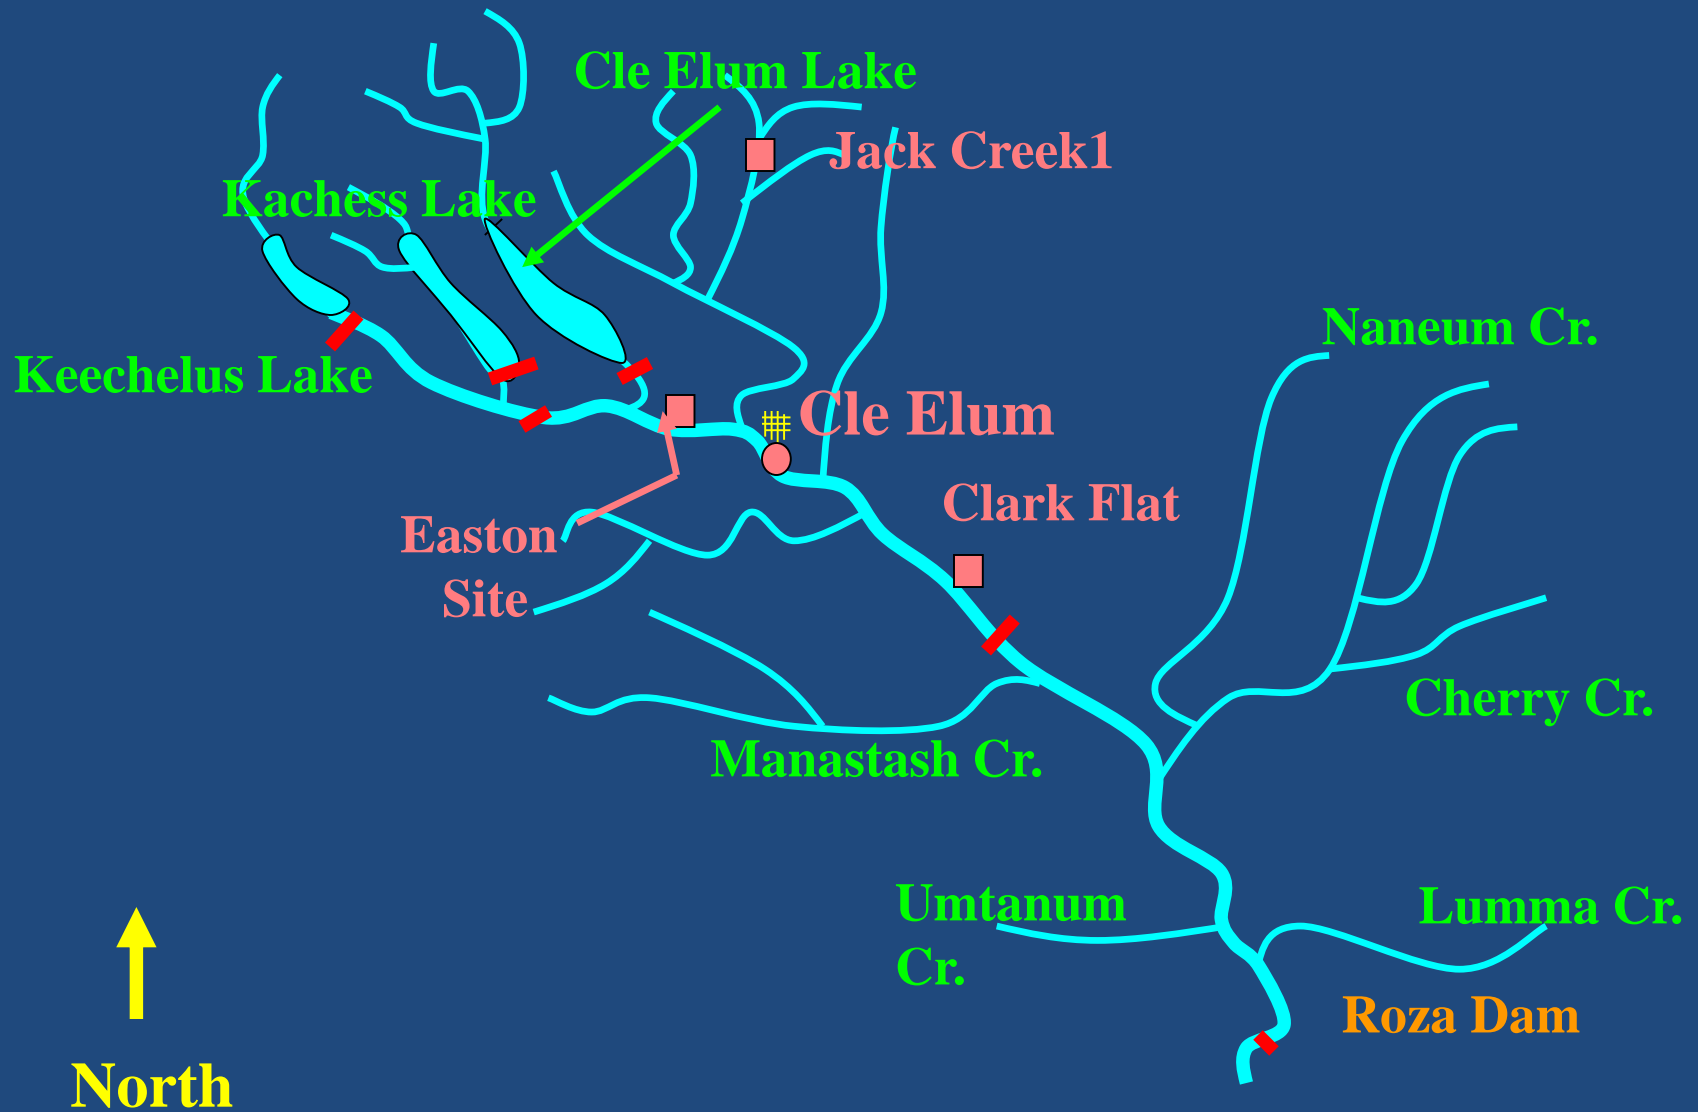 Cle Elum Lake
Jack Creek1
Kachess Lake
Naneum Cr.
Keechelus Lake
Cle Elum
Clark Flat
Easton
Site
Cherry Cr.
Manastash Cr.
Umtanum
Cr.
Lumma Cr.
Roza Dam
North